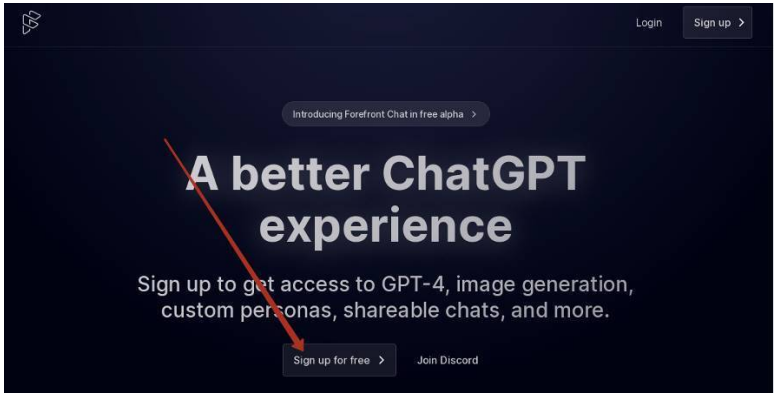 Login
Sign up
Introducing Forefront Chat in free alpha
A better ChatGPT
experience
Sign up to get access to GPT-4, image generation,
custom personas, shareable chats, and more.
Sign up for free
Join Discord